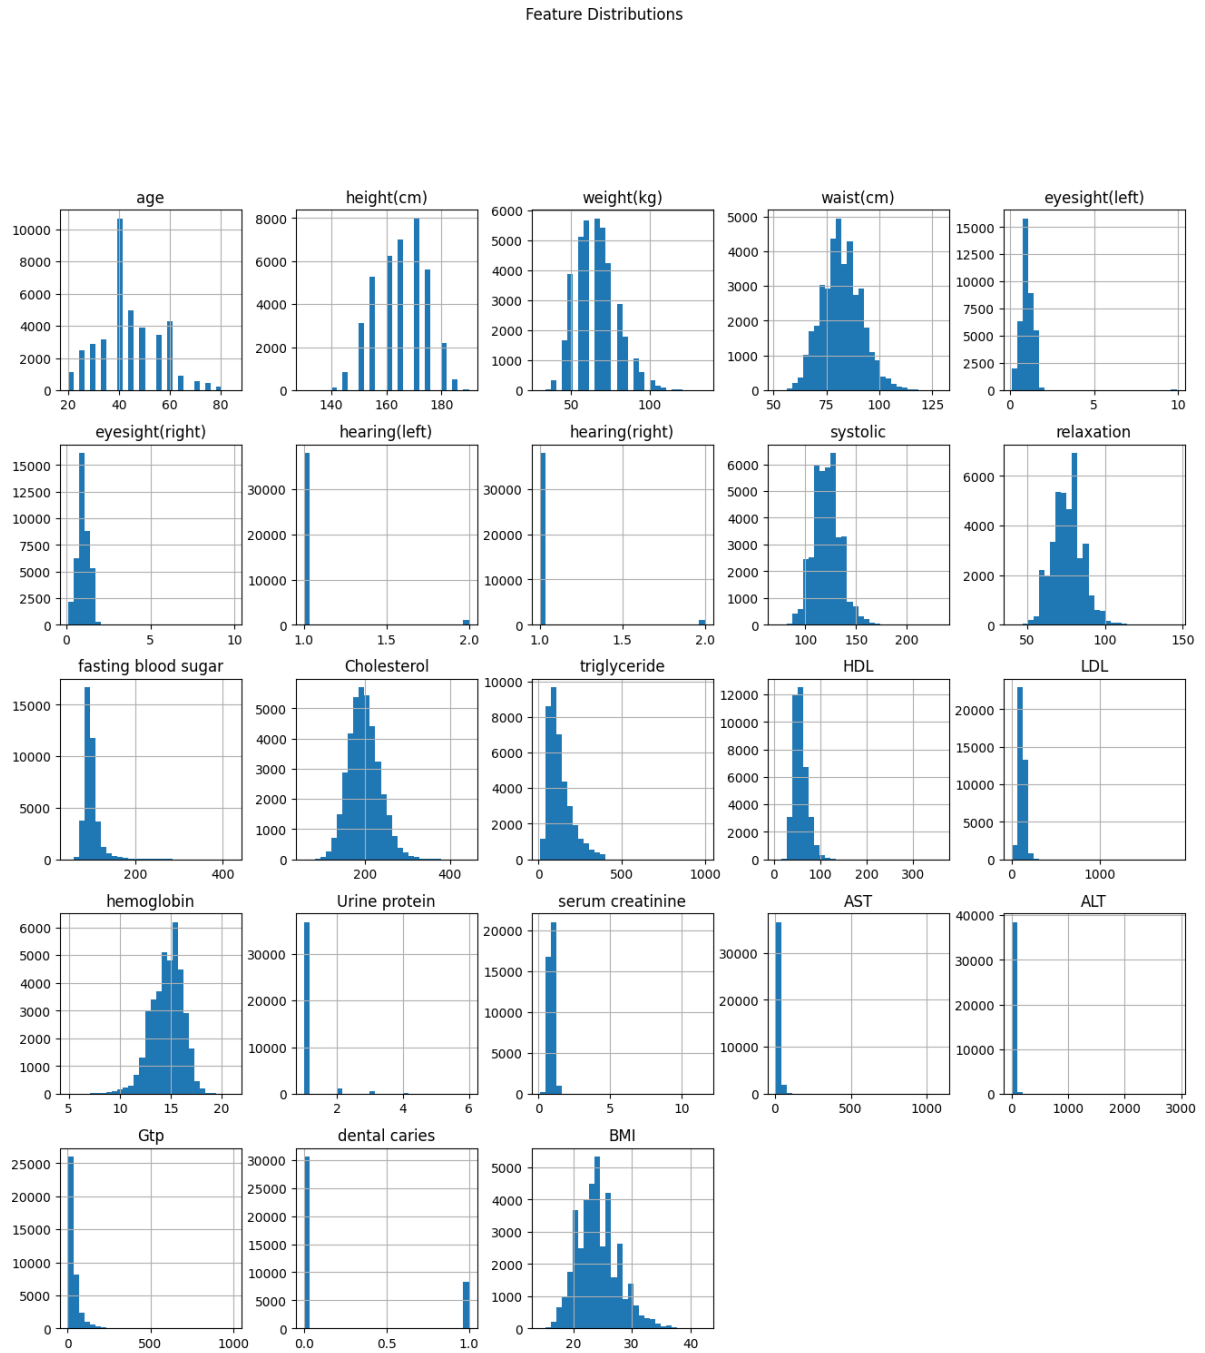 Feature Distributions
age height(cm) weight(kg) waist(cm) eyesight(left)
10000 8000 6000 4000 2000 0
20 40 60 80
8000 6000 4000 2000 0
140 160 180
6000 5000 4000 3000 2000 1000 0
50 100
5000 4000 3000 2000 1000 0
50 75 100 125
15000 12500 10000 7500 5000 2500 0
0 5 10
eyesight(right) hearing(left) hearing(right) systolic relaxation
15000 12500 10000 7500 5000 2500 0
0 5 10
30000 20000 10000 0
1.0 1.5 2.0
30000 20000 10000 0
1.0 1.5 2.0
6000 5000 4000 3000 2000 1000 0
100 150 200
6000 4000 2000 0
50 100 150
fasting blood sugar Cholesterol triglyceride HDL LDL
15000 10000 5000 0
200 400
5000 4000 3000 2000 1000 0
200 400
10000 8000 6000 4000 2000 0
0 500 1000
12000 10000 8000 6000 4000 2000 0
0 100 200 300
20000 15000 10000 5000 0
0 1000
hemoglobin Urine protein serum creatinine AST ALT
6000 5000 4000 3000 2000 1000 0
5 10 15 20
30000 20000 10000 0
2 4 6
20000 15000 10000 5000 0
0 5 10
30000 20000 10000 0
0 500 1000
40000 30000 20000 10000 0
0 1000 2000 3000
Gtp dental caries BMI
25000 20000 15000 10000 5000 0
0 500 1000
30000 25000 20000 15000 10000 5000 0
0.0 0.5 1.0
5000 4000 3000 2000 1000 0
20 30 40